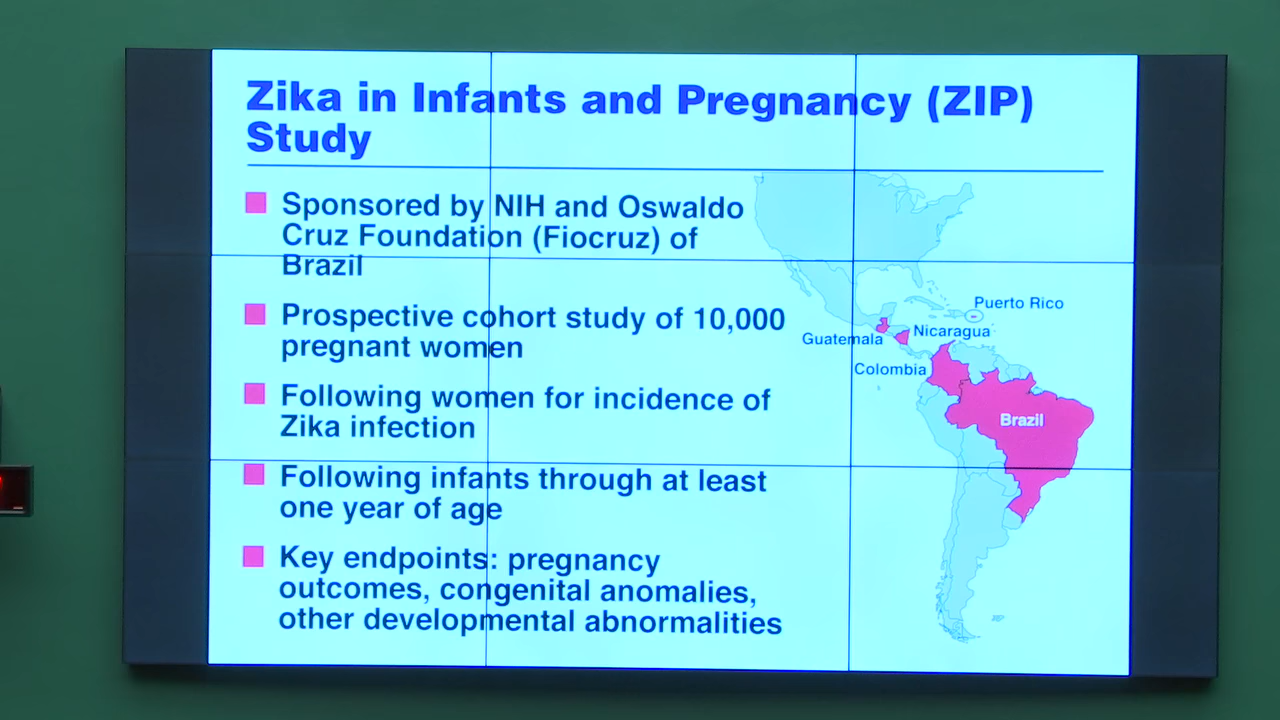 Zika in Infants and Pregnancy (ZIP)
Study
Sponsored by NIH and Oswaldo
Cruz Foundation (Fiocruz) of
Brazil
Prospective cohort study of 10,000
pregnant women
Following women for incidence of
Zika infection
Following infants through at least
one year of age
Key endpoints: pregnancy
outcomes, congenital anomalies,
other developmental abnormalities
Puerto Rico
Nicaragua
Guatemala
Colombia
Brazil